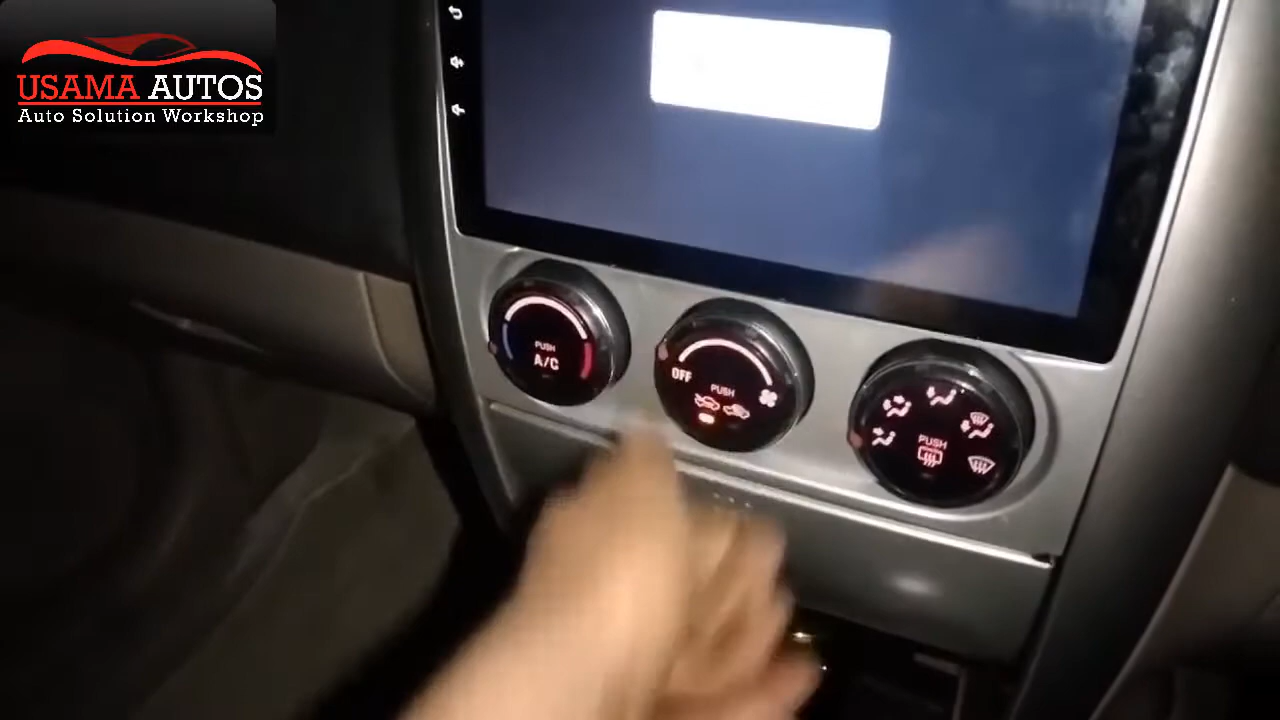 USAMA AUTOS
Auto Solution Workshop
PUSH
A/C
OFF
PUSH
PUSH